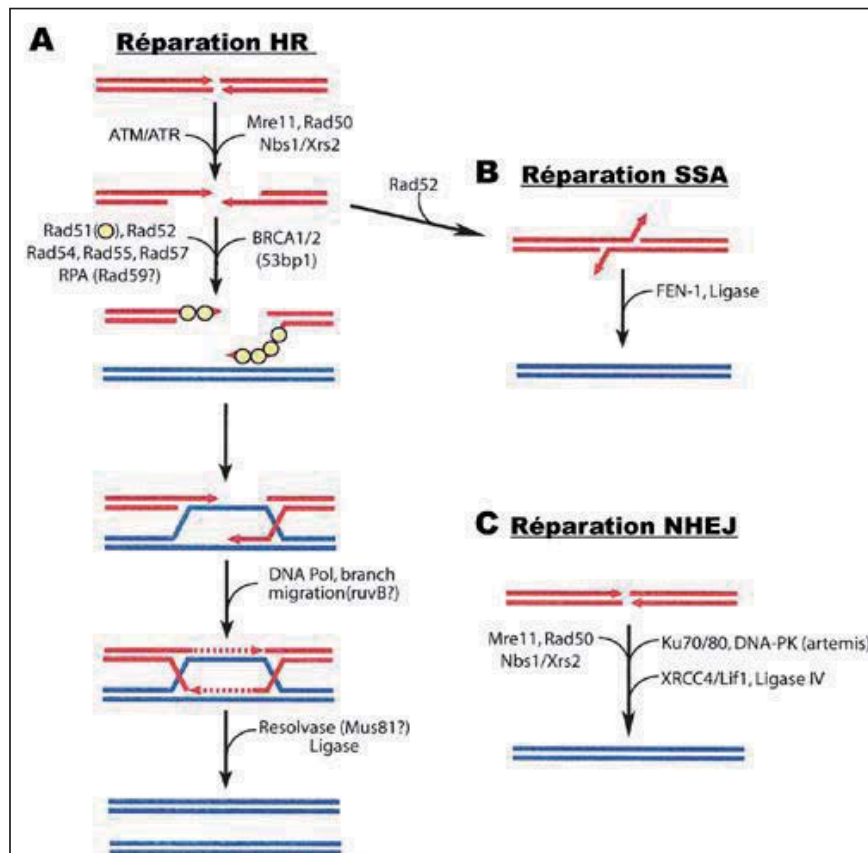 A
Réparation HR
ATM/ATR
Mre11, Rad50
Nbs1/Xrs2
Rad51( ), Rad52
Rad54, Rad55, Rad57
RPA (Rad59?)
BRCA1/2
(53bp1)
DNA Pol, branch
migration(ruvB?)
Resolvase (Mus81?)
Ligase
Rad52
B
Réparation SSA
FEN-1, Ligase
C
Réparation NHEJ
Mre11, Rad50
Nbs1/Xrs2
Ku70/80, DNA-PK (artemis)
XRCC4/Lif1, Ligase IV